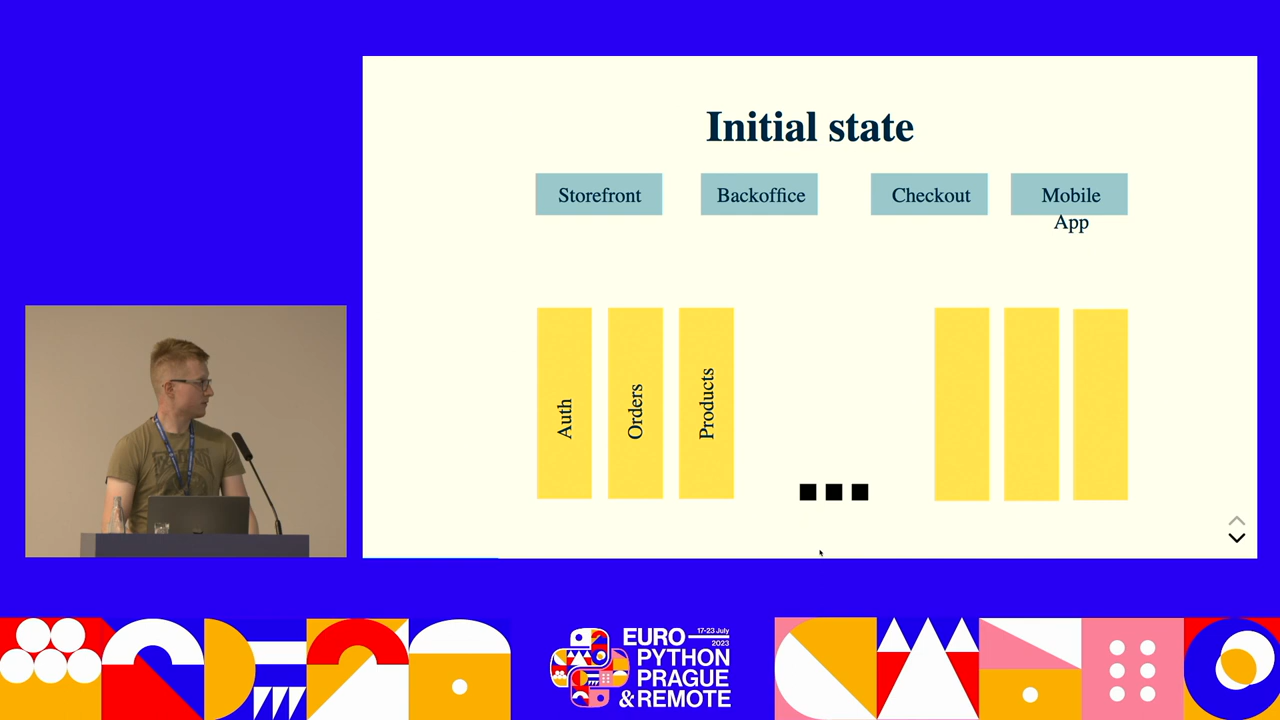 Initial state
Storefront
Backoffice
Checkout
Mobile
App
Auth
Orders
Products
EURO
17-23 July
2023
PYTHON
PRAGUE
& REMOTE